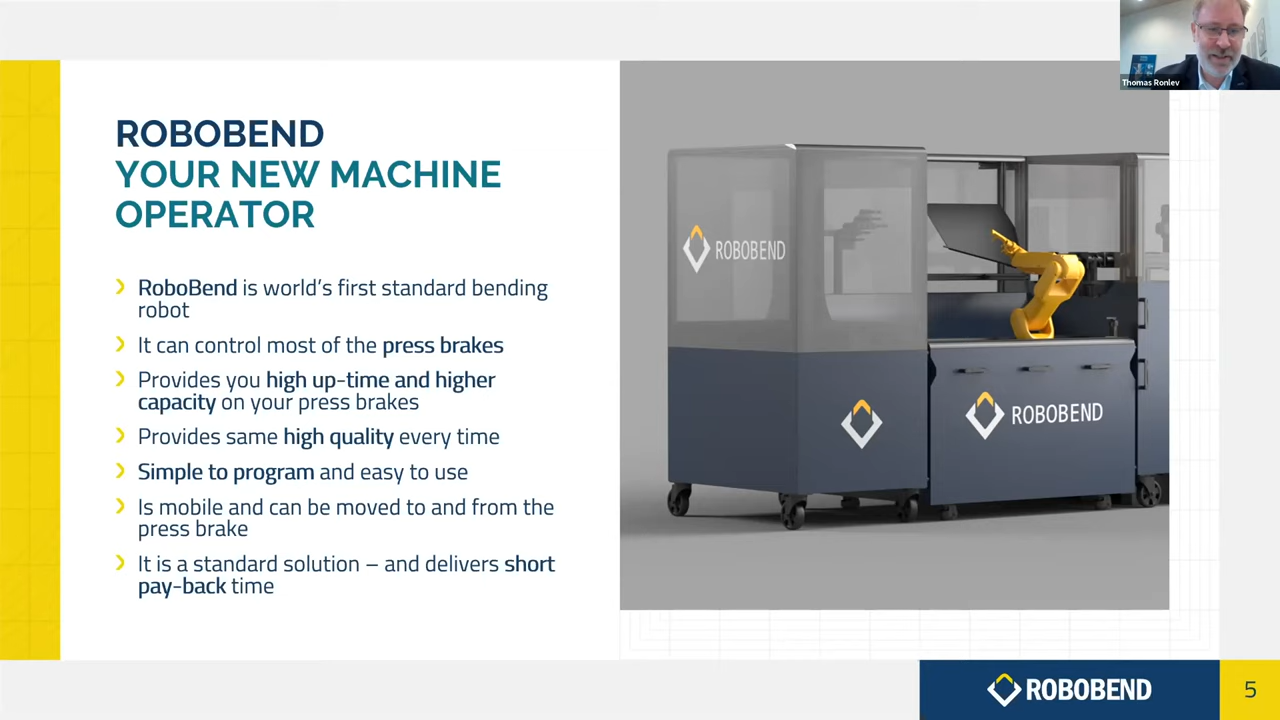 Thomas Ronlev
ROBOBEND
YOUR NEW MACHINE
OPERATOR
RoboBend is world's first standard bending
robot
It can control most of the press brakes
Provides you high up-time and higher
capacity on your press brakes
Provides same high quality every time
Simple to program and easy to use
Is mobile and can be moved to and from the
press brake
It is a standard solution – and delivers short
pay-back time
ROBOBEND
ROBOBEND
ROBOBEND
5